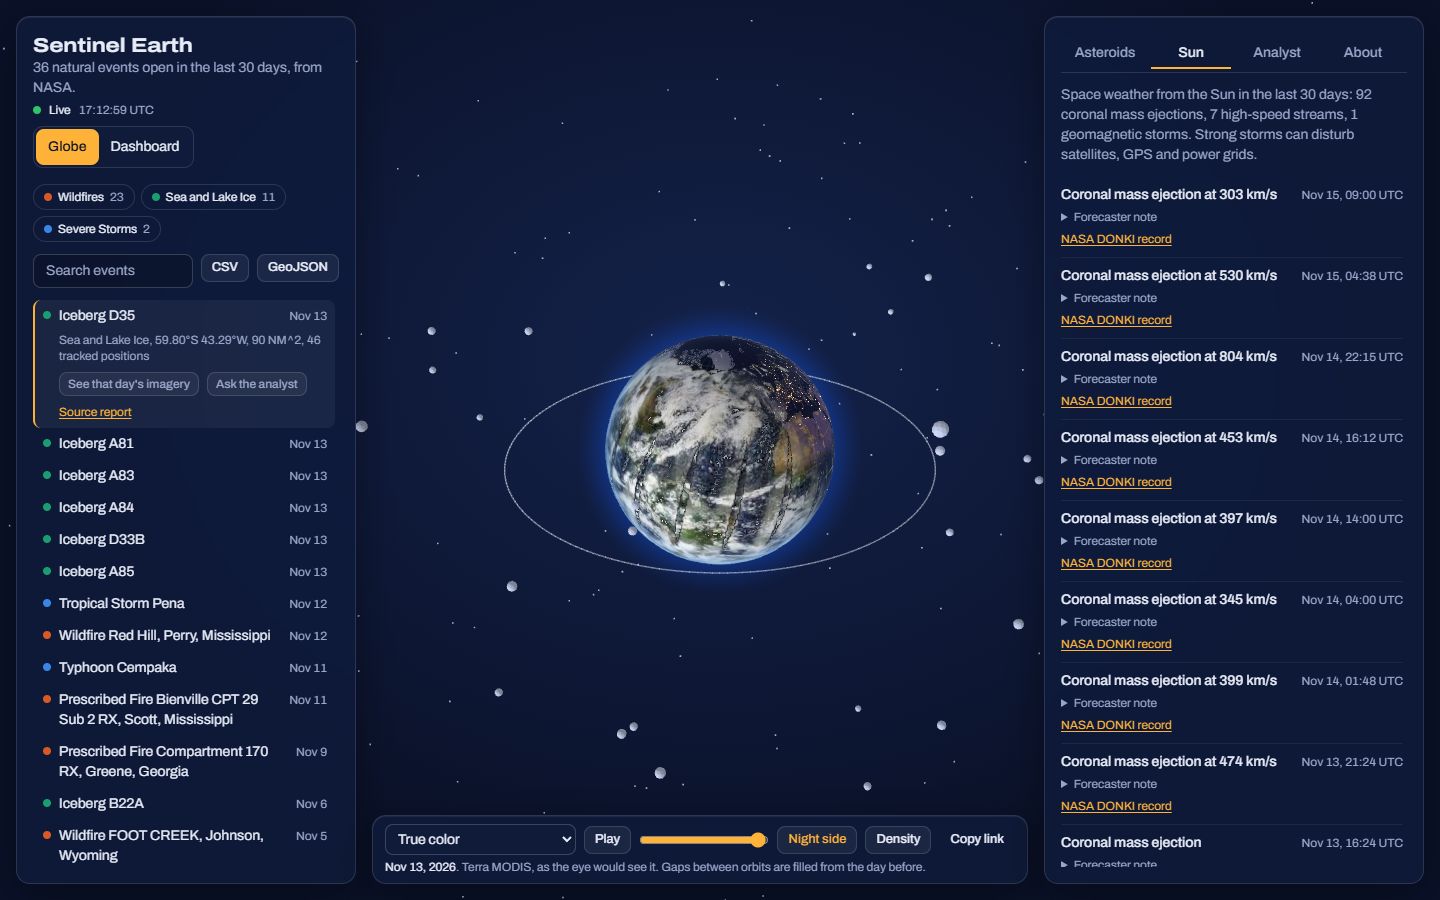 Sentinel Earth
36 natural events open in the last 30 days, from
NASA.
Live 17:12:59 UTC
Globe Dashboard
Wildfires 23 Sea and Lake Ice 11
Severe Storms 2
Search events CSV GeoJSON
Iceberg D35 Nov 13
Sea and Lake Ice, 59.80°S 43.29°W, 90 NM^2, 46
tracked positions
See that day's imagery Ask the analyst
Source report
Iceberg A81 Nov 13
Iceberg A83 Nov 13
Iceberg A84 Nov 13
Iceberg D33B Nov 13
Iceberg A85 Nov 13
Tropical Storm Pena Nov 12
Wildfire Red Hill, Perry, Mississippi Nov 12
Typhoon Cempaka Nov 11
Prescribed Fire Bienville CPT 29 Nov 11
Sub 2 RX, Scott, Mississippi
Prescribed Fire Compartment 170 Nov 9
RX, Greene, Georgia
Iceberg B22A Nov 6
Wildfire FOOT CREEK, Johnson, Nov 5
Wyoming
True color Play Night side Density Copy link
Nov 13, 2026. Terra MODIS, as the eye would see it. Gaps between orbits are filled from the day before.
Asteroids Sun Analyst About
Space weather from the Sun in the last 30 days: 92
coronal mass ejections, 7 high-speed streams, 1
geomagnetic storms. Strong storms can disturb
satellites, GPS and power grids.
Coronal mass ejection at 303 km/s Nov 15, 09:00 UTC
Forecaster note
NASA DONKI record
Coronal mass ejection at 530 km/s Nov 15, 04:38 UTC
Forecaster note
NASA DONKI record
Coronal mass ejection at 804 km/s Nov 14, 22:15 UTC
Forecaster note
NASA DONKI record
Coronal mass ejection at 453 km/s Nov 14, 16:12 UTC
Forecaster note
NASA DONKI record
Coronal mass ejection at 397 km/s Nov 14, 14:00 UTC
Forecaster note
NASA DONKI record
Coronal mass ejection at 345 km/s Nov 14, 04:00 UTC
Forecaster note
NASA DONKI record
Coronal mass ejection at 399 km/s Nov 14, 01:48 UTC
Forecaster note
NASA DONKI record
Coronal mass ejection at 474 km/s Nov 13, 21:24 UTC
Forecaster note
NASA DONKI record
Coronal mass ejection Nov 13, 16:24 UTC
Forecaster note